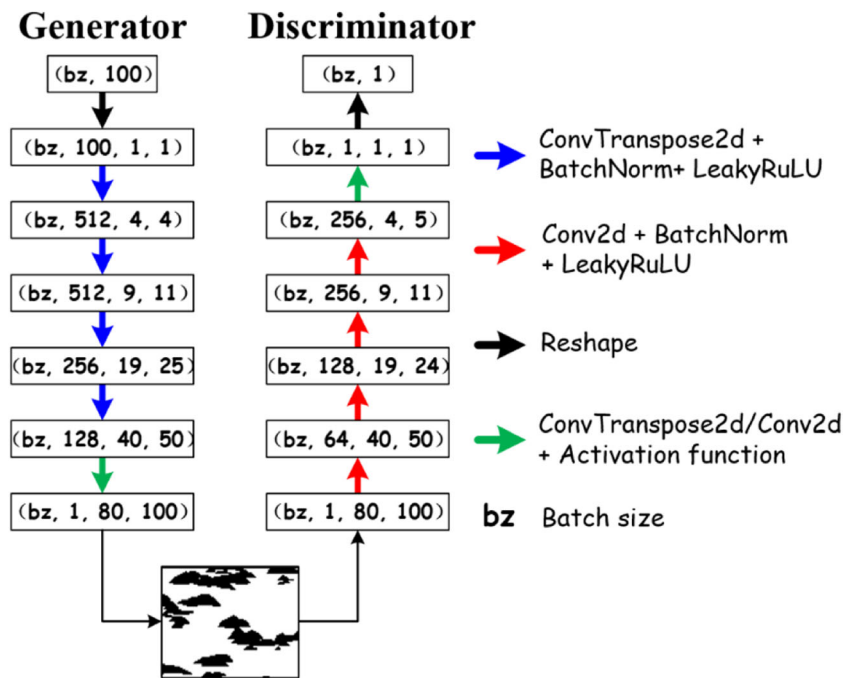 Generator
(bz, 100)
(bz, 100, 1, 1)
(bz, 512, 4, 4)
(bz, 512, 9, 11)
(bz, 256, 19, 25)
(bz, 128, 40, 50)
(bz, 1, 80, 100)
Discriminator
(bz, 1)
(bz, 1, 1, 1)
(bz, 256, 4, 5)
(bz, 256, 9, 11)
(bz, 128, 19, 24)
(bz, 64, 40, 50)
(bz, 1, 80, 100)
ConvTranspose2d +
BatchNorm+ LeakyRuLU
Conv2d + BatchNorm
+ LeakyRuLU
Reshape
ConvTranspose2d/Conv2d
+ Activation function
bz Batch size